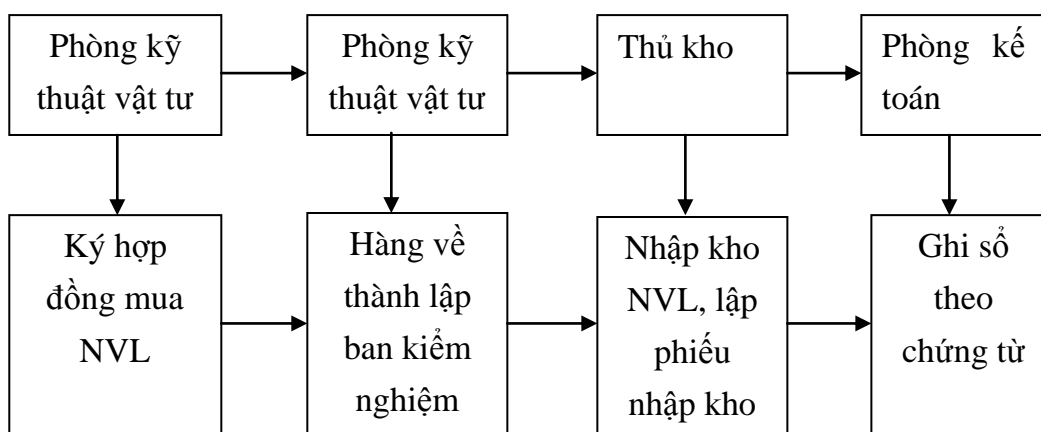 Phòng kỹ
thuật vật tư
Phòng kỹ
thuật vật tư
Thủ kho
Phòng kế
toán
Ký hợp
đồng mua
NVL
Hàng về
thành lập
ban kiểm
nghiệm
Nhập kho
NVL, lập
phiếu
nhập kho
Ghi sổ
theo
chứng từ